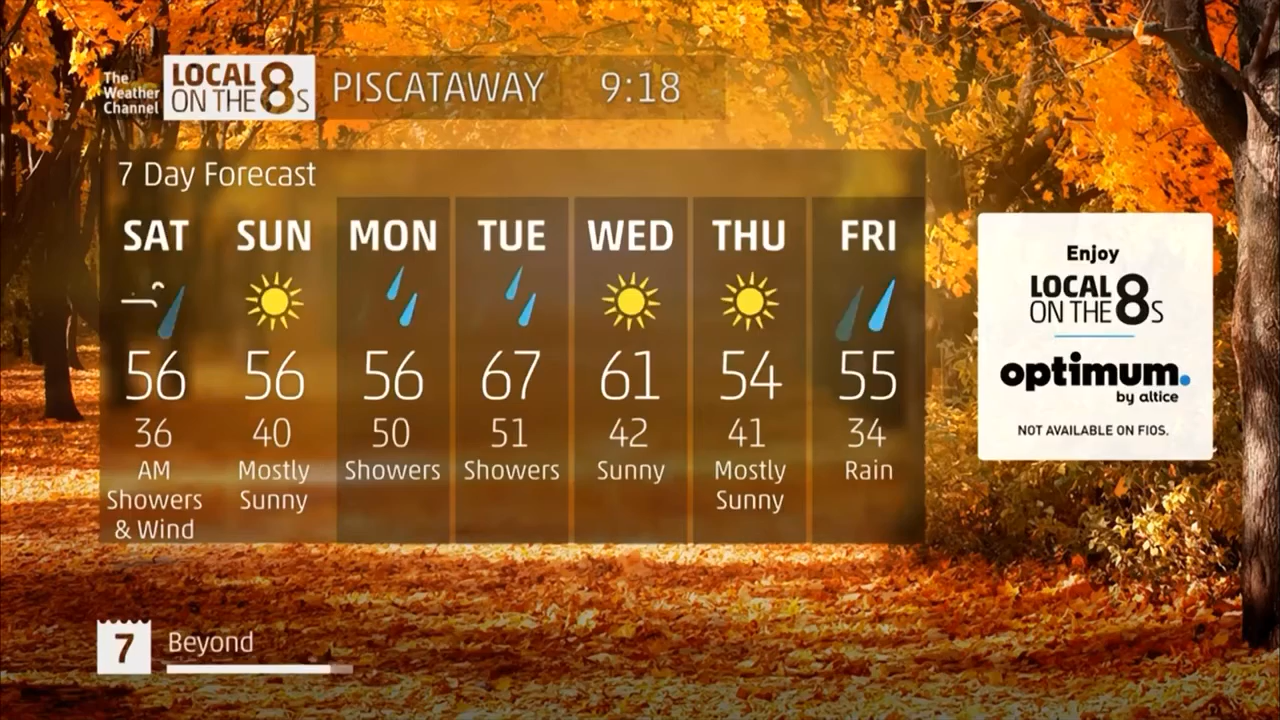 The
Weather
Channel
LOCAL
ON THE 8s
PISCATAWAY 9:18
7 Day Forecast
SAT SUN MON TUE WED THU FRI
56 56 56 67 61 54 55
36 40 50 51 42 41 34
AM Mostly Showers Showers Sunny Mostly Rain
Showers Sunny Sunny
& Wind
Enjoy
LOCAL
ON THE 8s
optimum.
by altice
NOT AVAILABLE ON FIOS.
7 Beyond